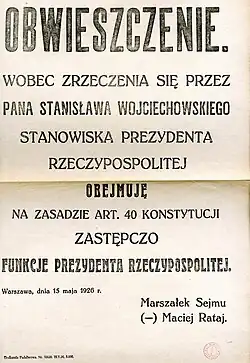 OBWIESZCZENIE.
WOBEC ZRZECZENIA SIĘ PRZEZ
PANA STANISŁAWA WOJCIECHOWSKIEGO
STANOWISKA PREZYDENTA
RZECZYPOSPOLITEJ
OBEJMUJĘ
NA ZASADZIE ART. 40 KONSTYTUCJI
ZASTĘPCZO
FUNKCJE PREZYDENTA RZECZYPOSPOLITEJ.
Warszawa, dnia 15 maja 1926 r.
Marszałek Sejmu
(—) Maciej Rataj.